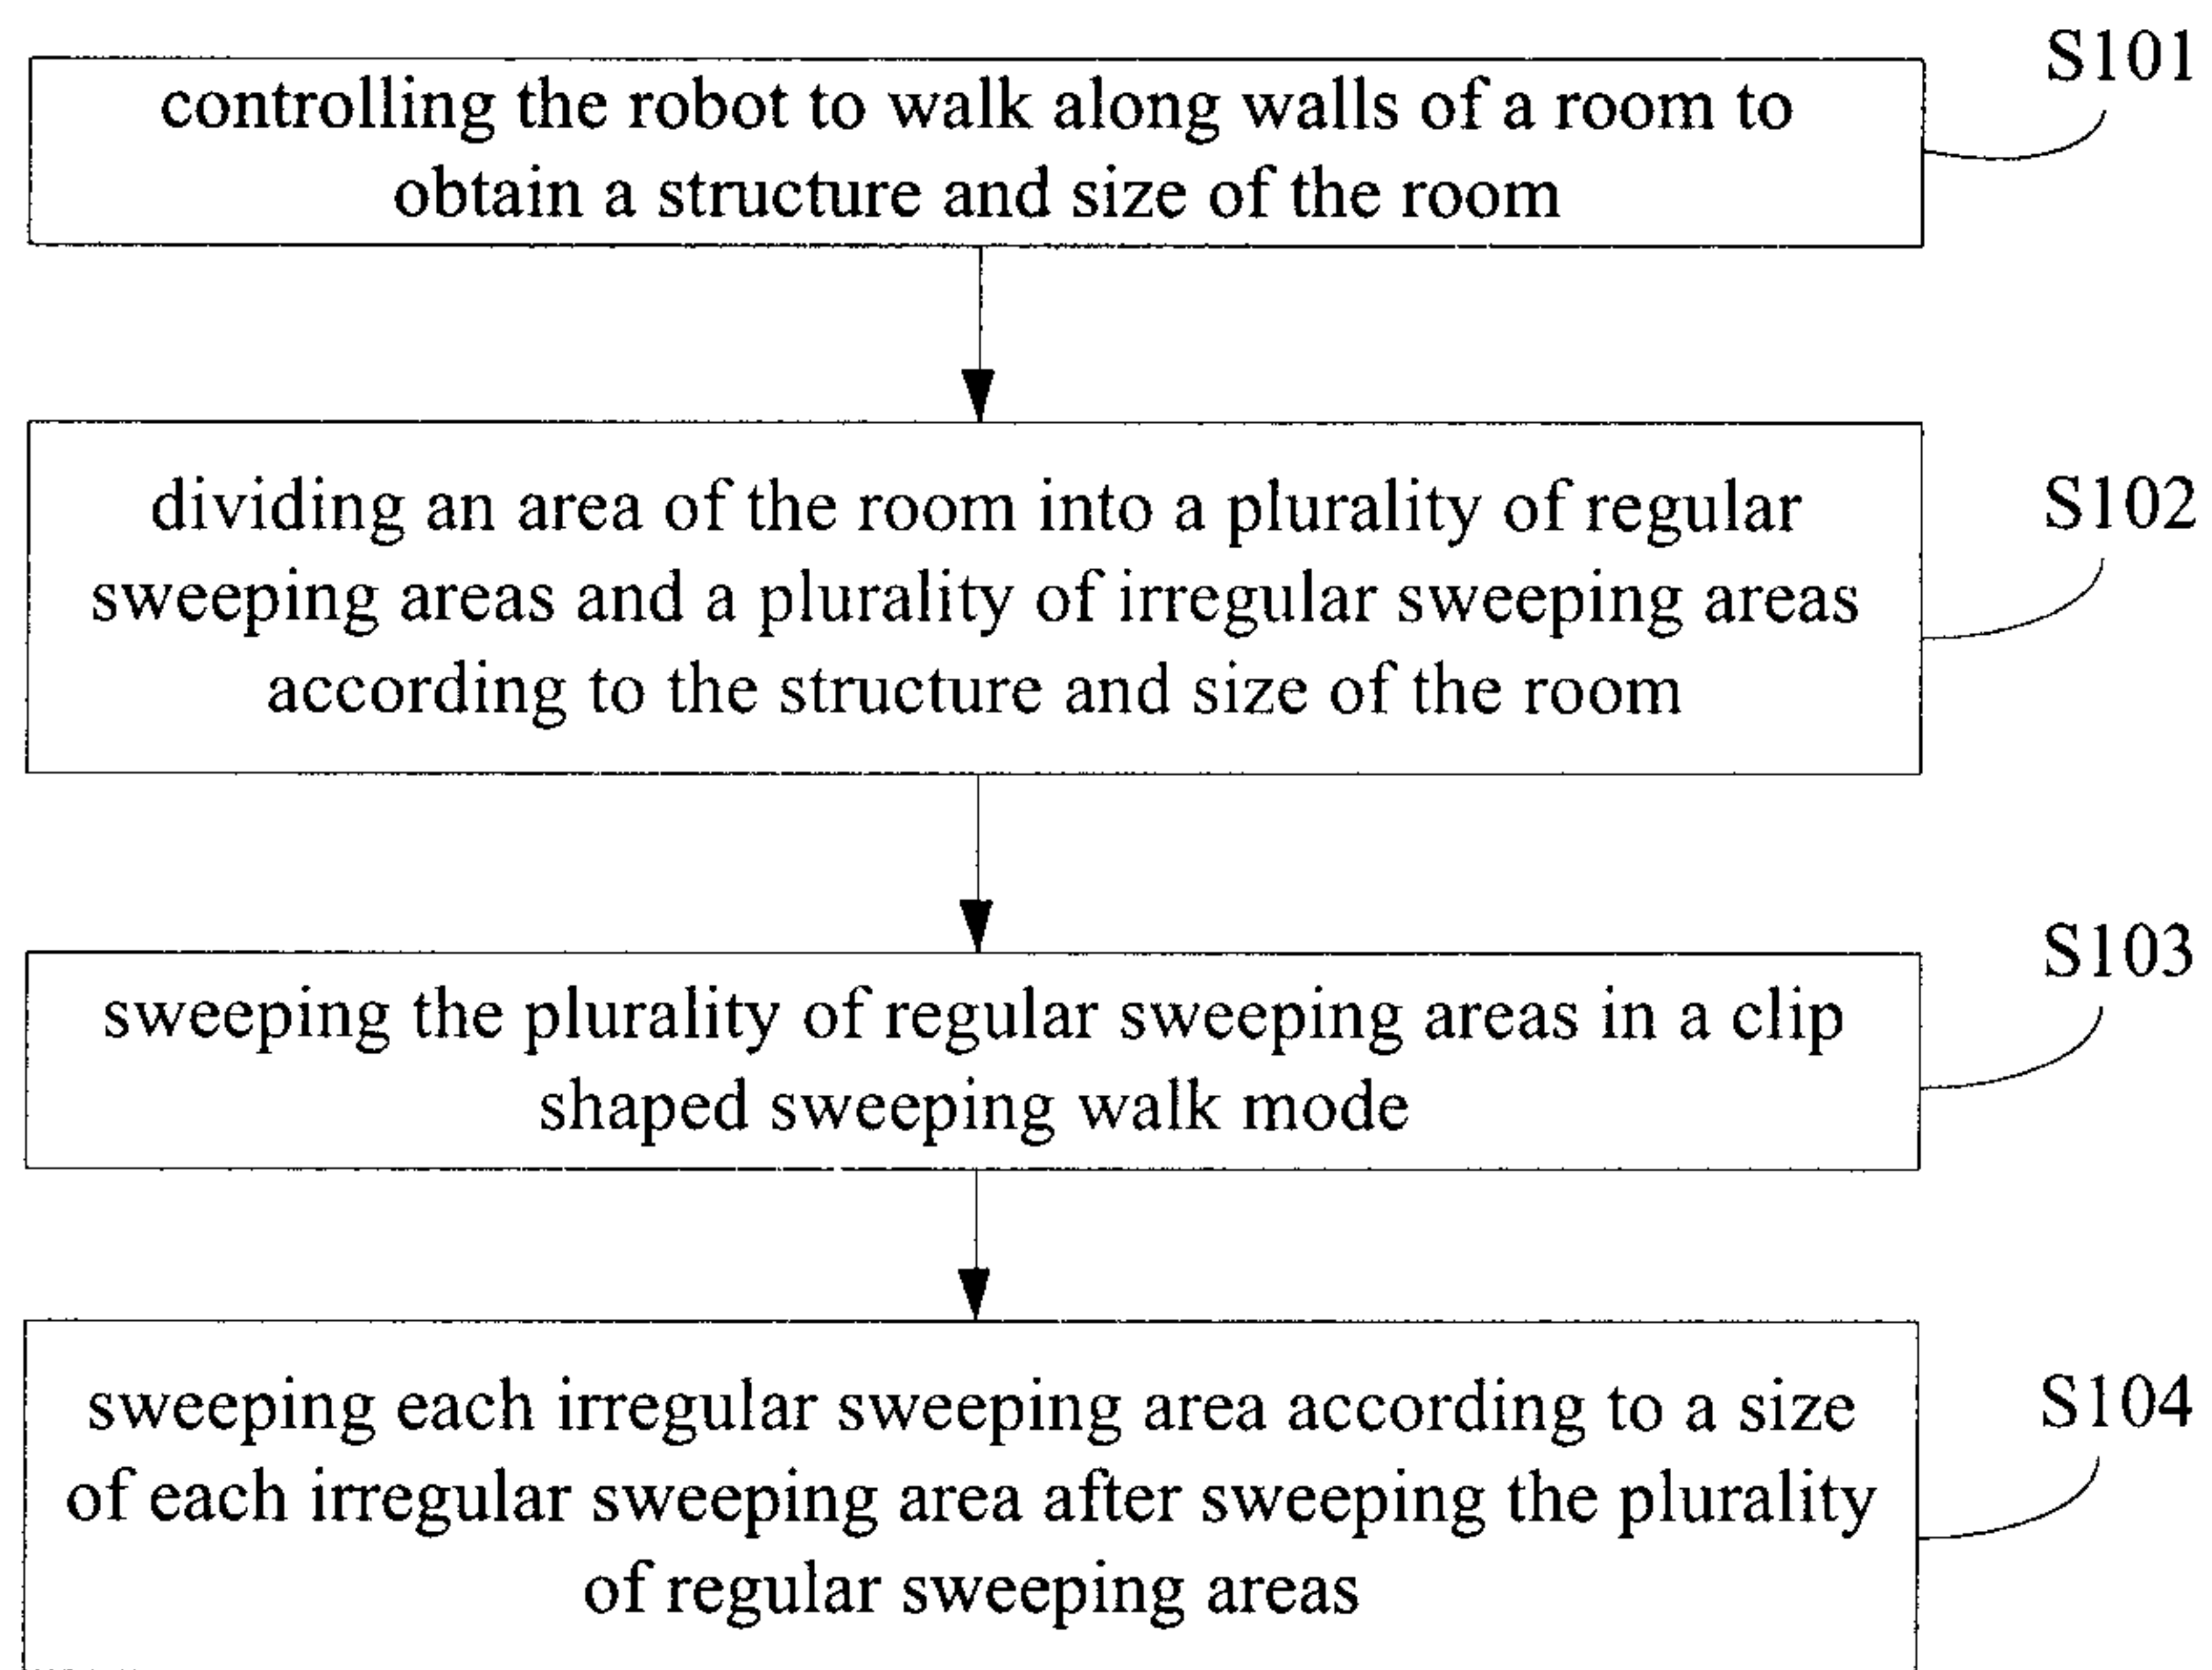 S101
controlling the robot to walk along walls of a room to
obtain a structure and size of the room
S102
dividing an area of the room into a plurality of regular
sweeping areas and a plurality of irregular sweeping areas
according to the structure and size of the room
S103
sweeping the plurality of regular sweeping areas in a clip
shaped sweeping walk mode
S104
sweeping each irregular sweeping area according to a size
of each irregular sweeping area after sweeping the plurality
of regular sweeping areas